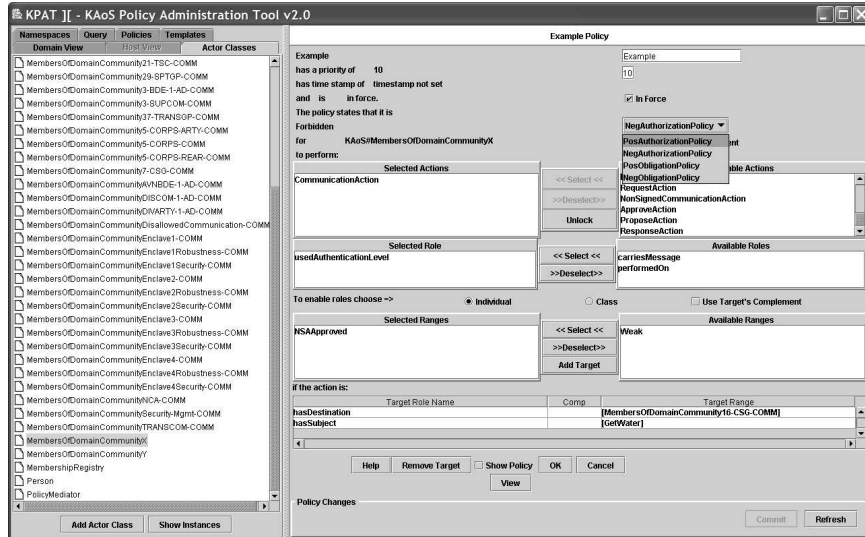 KPAT ][ - KAoS Policy Administration Tool v2.0
Namespaces Query Policies Templates
Domain View Host View Actor Classes
MembersOfDomainCommunity21-TSC-COMM
MembersOfDomainCommunity29-SPTGP-COMM
MembersOfDomainCommunity3-BDE-1-AD-COMM
MembersOfDomainCommunity3-SUPCOM-COMM
MembersOfDomainCommunity37-TRANSGP-COMM
MembersOfDomainCommunity5-CORPS-ARTY-COMM
MembersOfDomainCommunity5-CORPS-COMM
MembersOfDomainCommunity5-CORPS-REAR-COMM
MembersOfDomainCommunity7-CSG-COMM
MembersOfDomainCommunityAVNBDE-1-AD-COMM
MembersOfDomainCommunityDISCOM-1-AD-COMM
MembersOfDomainCommunityDIVARTY-1-AD-COMM
MembersOfDomainCommunityDisallowedCommunication-COMM
MembersOfDomainCommunityEnclave1-COMM
MembersOfDomainCommunityEnclave1Robustness-COMM
MembersOfDomainCommunityEnclave1Security-COMM
MembersOfDomainCommunityEnclave2-COMM
MembersOfDomainCommunityEnclave2Robustness-COMM
MembersOfDomainCommunityEnclave2Security-COMM
MembersOfDomainCommunityEnclave3-COMM
MembersOfDomainCommunityEnclave3Robustness-COMM
MembersOfDomainCommunityEnclave3Security-COMM
MembersOfDomainCommunityEnclave4-COMM
MembersOfDomainCommunityEnclave4Robustness-COMM
MembersOfDomainCommunityEnclave4Security-COMM
MembersOfDomainCommunityNCA-COMM
MembersOfDomainCommunitySecurity-Mgmt-COMM
MembersOfDomainCommunityTRANSCOM-COMM
MembersOfDomainCommunityX
MembersOfDomainCommunityY
MembershipRegistry
Person
PolicyMediator
Add Actor Class Show Instances
Example Policy
Example Example
has a priority of 10 10
has time stamp of timestamp not set
and is in force. In Force
The policy states that it is
Forbidden NegAuthorizationPolicy
for KAoS#MembersOfDomainCommunityX
to perform:
PosAuthorizationPolicy
NegAuthorizationPolicy
PosObligationPolicy
NegObligationPolicy
Selected Actions
CommunicationAction
<< Select <<
>>Deselect>>
Unlock
Actions
RequestAction
NonSignedCommunicationAction
ApproveAction
ProposeAction
ResponseAction
Selected Role Available Roles
usedAuthenticationLevel
<< Select <<
>>Deselect>>
carriesMessage
performedOn
To enable roles choose => Individual Class Use Target's Complement
Selected Ranges Available Ranges
NSAApproved
<< Select <<
>>Deselect>>
Add Target
Weak
if the action is:
Target Role Name Comp Target Range
hasDestination [MembersOfDomainCommunity16-CSG-COMM]
hasSubject [GetWater]
Help Remove Target Show Policy OK Cancel
View
Policy Changes
Commit Refresh